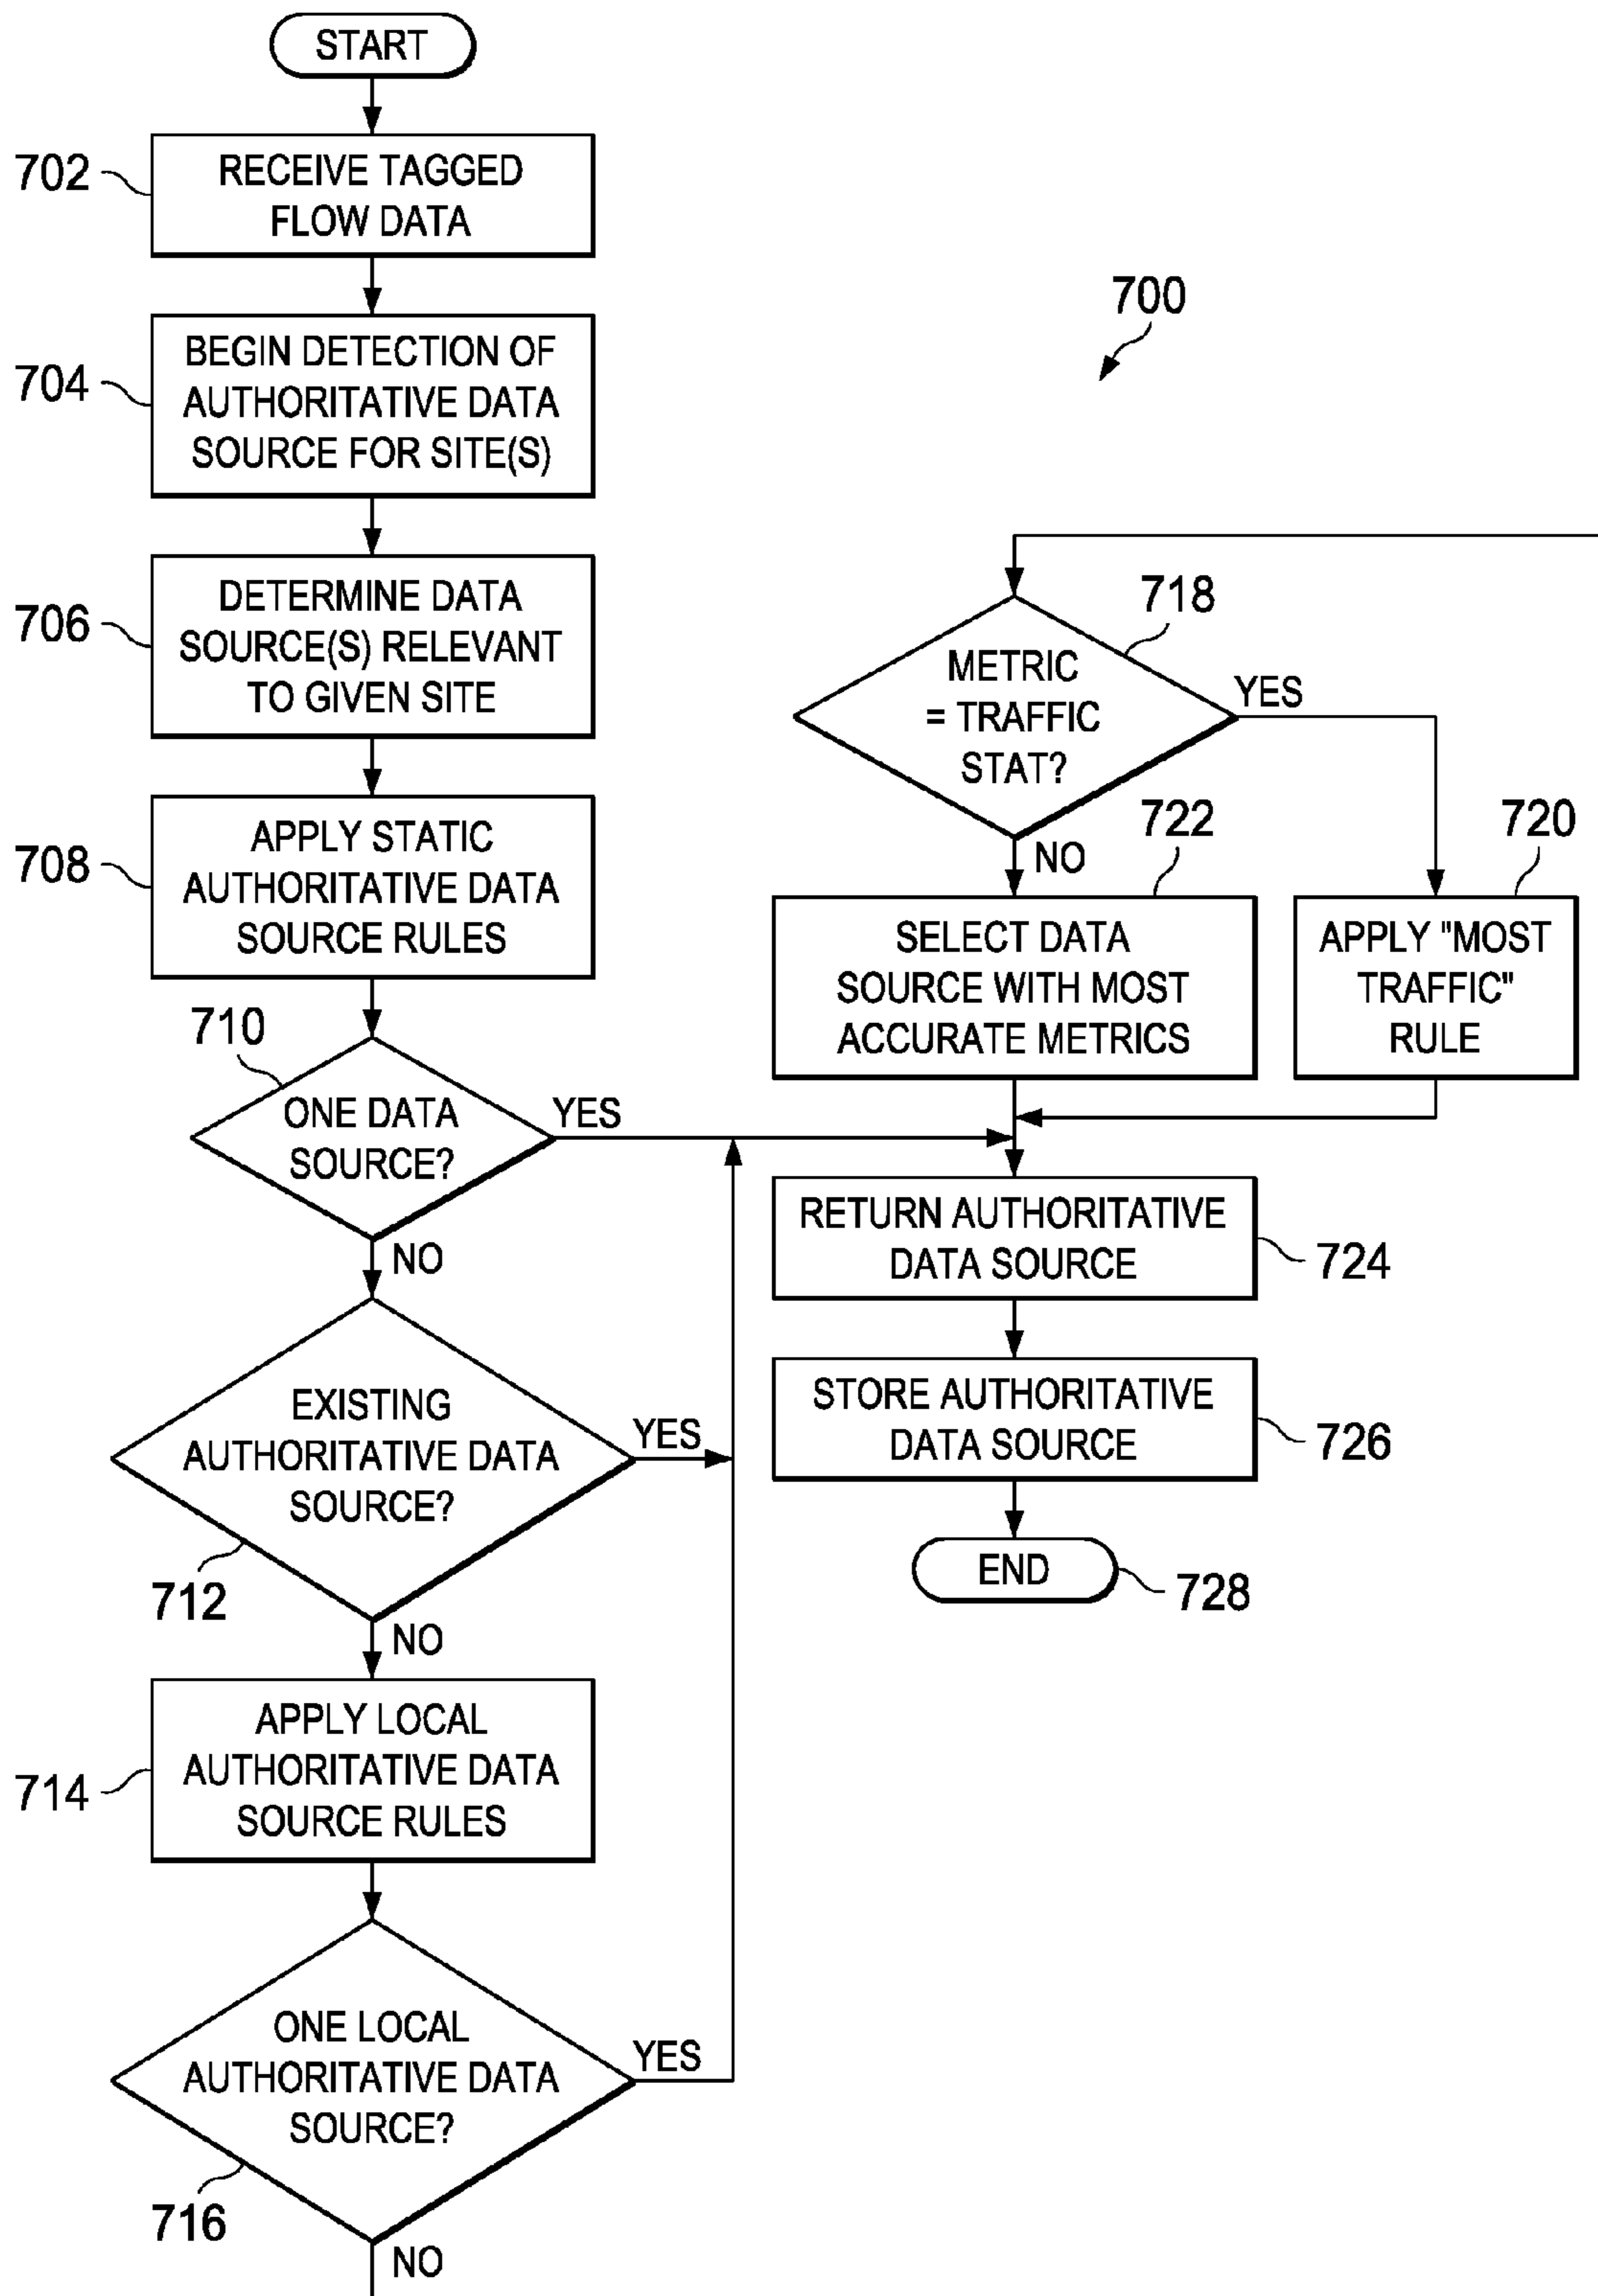 START
702
RECEIVE TAGGED
FLOW DATA
704
BEGIN DETECTION OF
AUTHORITATIVE DATA
SOURCE FOR SITE(S)
706
DETERMINE DATA
SOURCE(S) RELEVANT
TO GIVEN SITE
708
APPLY STATIC
AUTHORITATIVE DATA
SOURCE RULES
710
ONE DATA
SOURCE?
YES
NO
EXISTING
AUTHORITATIVE DATA
SOURCE?
YES
712
NO
714
APPLY LOCAL
AUTHORITATIVE DATA
SOURCE RULES
ONE LOCAL
AUTHORITATIVE DATA
SOURCE?
YES
716
NO
700
718
METRIC
= TRAFFIC
STAT?
YES
NO
722
SELECT DATA
SOURCE WITH MOST
ACCURATE METRICS
720
APPLY "MOST
TRAFFIC"
RULE
RETURN AUTHORITATIVE
DATA SOURCE
724
STORE AUTHORITATIVE
DATA SOURCE
726
END
728